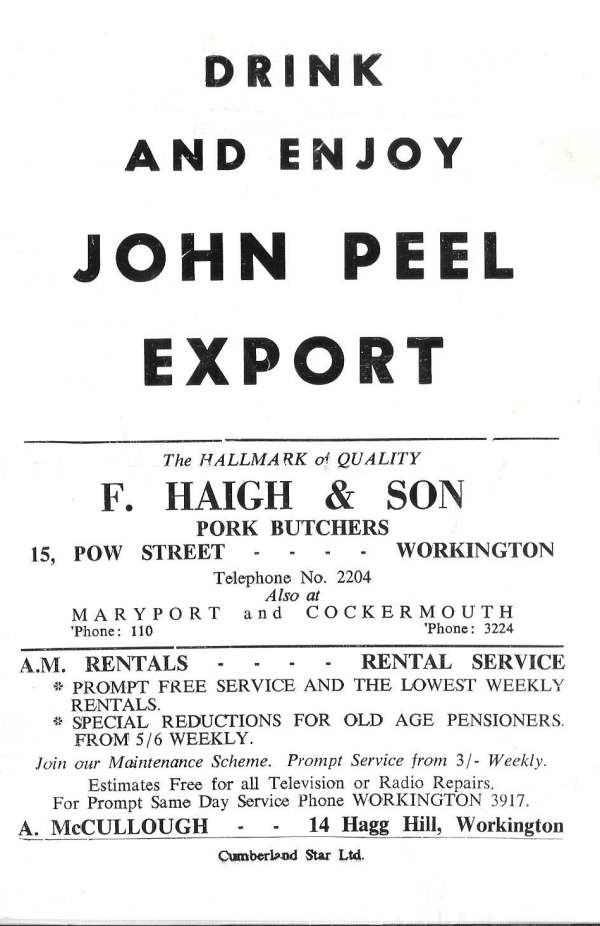 DRINK
AND ENJOY
JOHN PEEL
EXPORT
The HALLMARK of QUALITY
F. HAIGH & SON
PORK BUTCHERS
15, POW STREET - - - - WORKINGTON
Telephone No. 2204
Also at
MARYPORT and COCKERMOUTH
'Phone: 110 'Phone: 3224
A.M. RENTALS - - - - RENTAL SERVICE
* PROMPT FREE SERVICE AND THE LOWEST WEEKLY
RENTALS.
* SPECIAL REDUCTIONS FOR OLD AGE PENSIONERS.
FROM 5/6 WEEKLY.
Join our Maintenance Scheme. Prompt Service from 3/- Weekly.
Estimates Free for all Television or Radio Repairs.
For Prompt Same Day Service Phone WORKINGTON 3917.
A. McCULLOUGH - - 14 Hagg Hill, Workington
Cumberland Star Ltd.